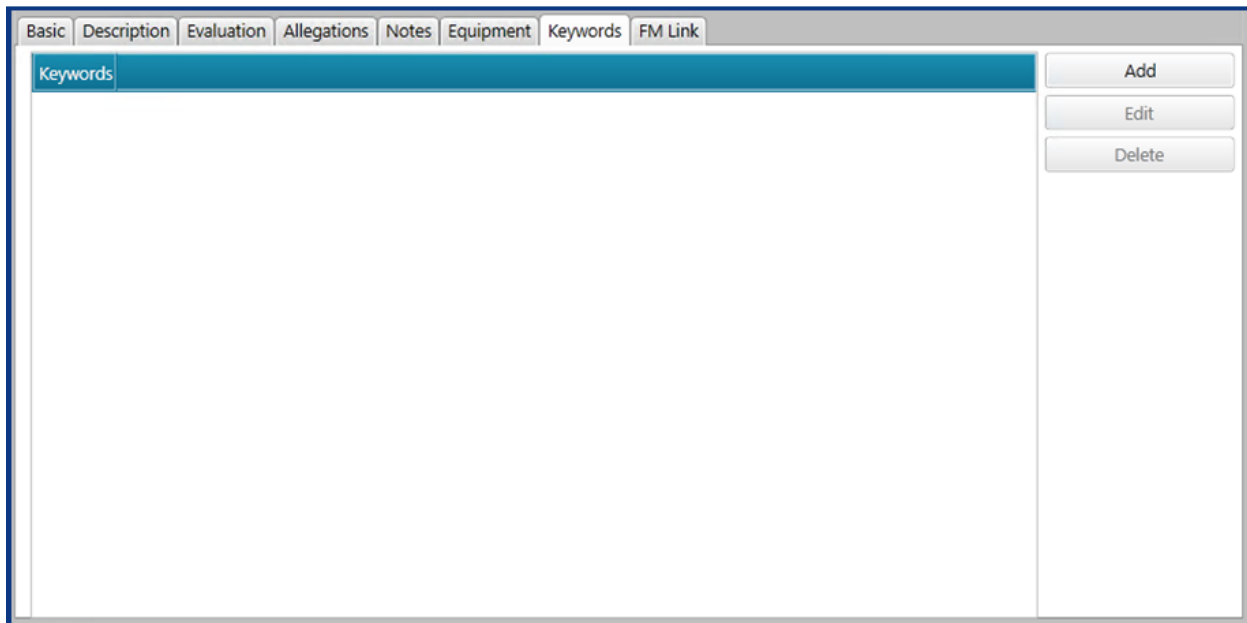 Basic Description Evaluation Allegations Notes Equipment Keywords FM Link
Keywords
Add
Edit
Delete